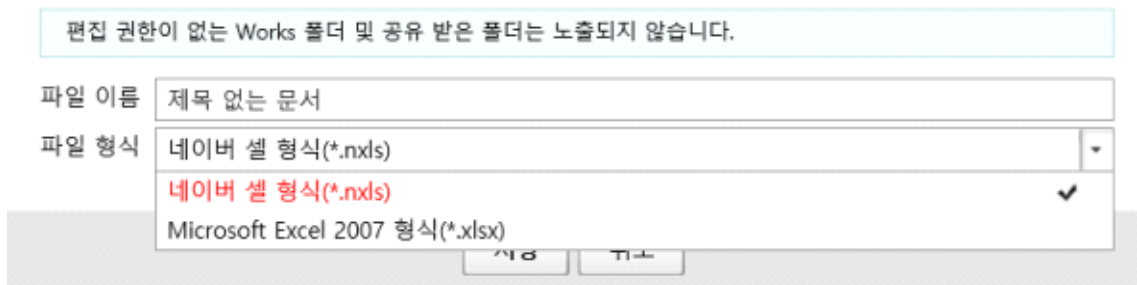 편집 권한이 없는 Works 폴더 및 공유 받은 폴더는 노출되지 않습니다.
파일 이름 제목 없는 문서
파일 형식 네이버 셀 형식(*.nxls)
네이버 셀 형식(*.nxls)
Microsoft Excel 2007 형식(*.xlsx)